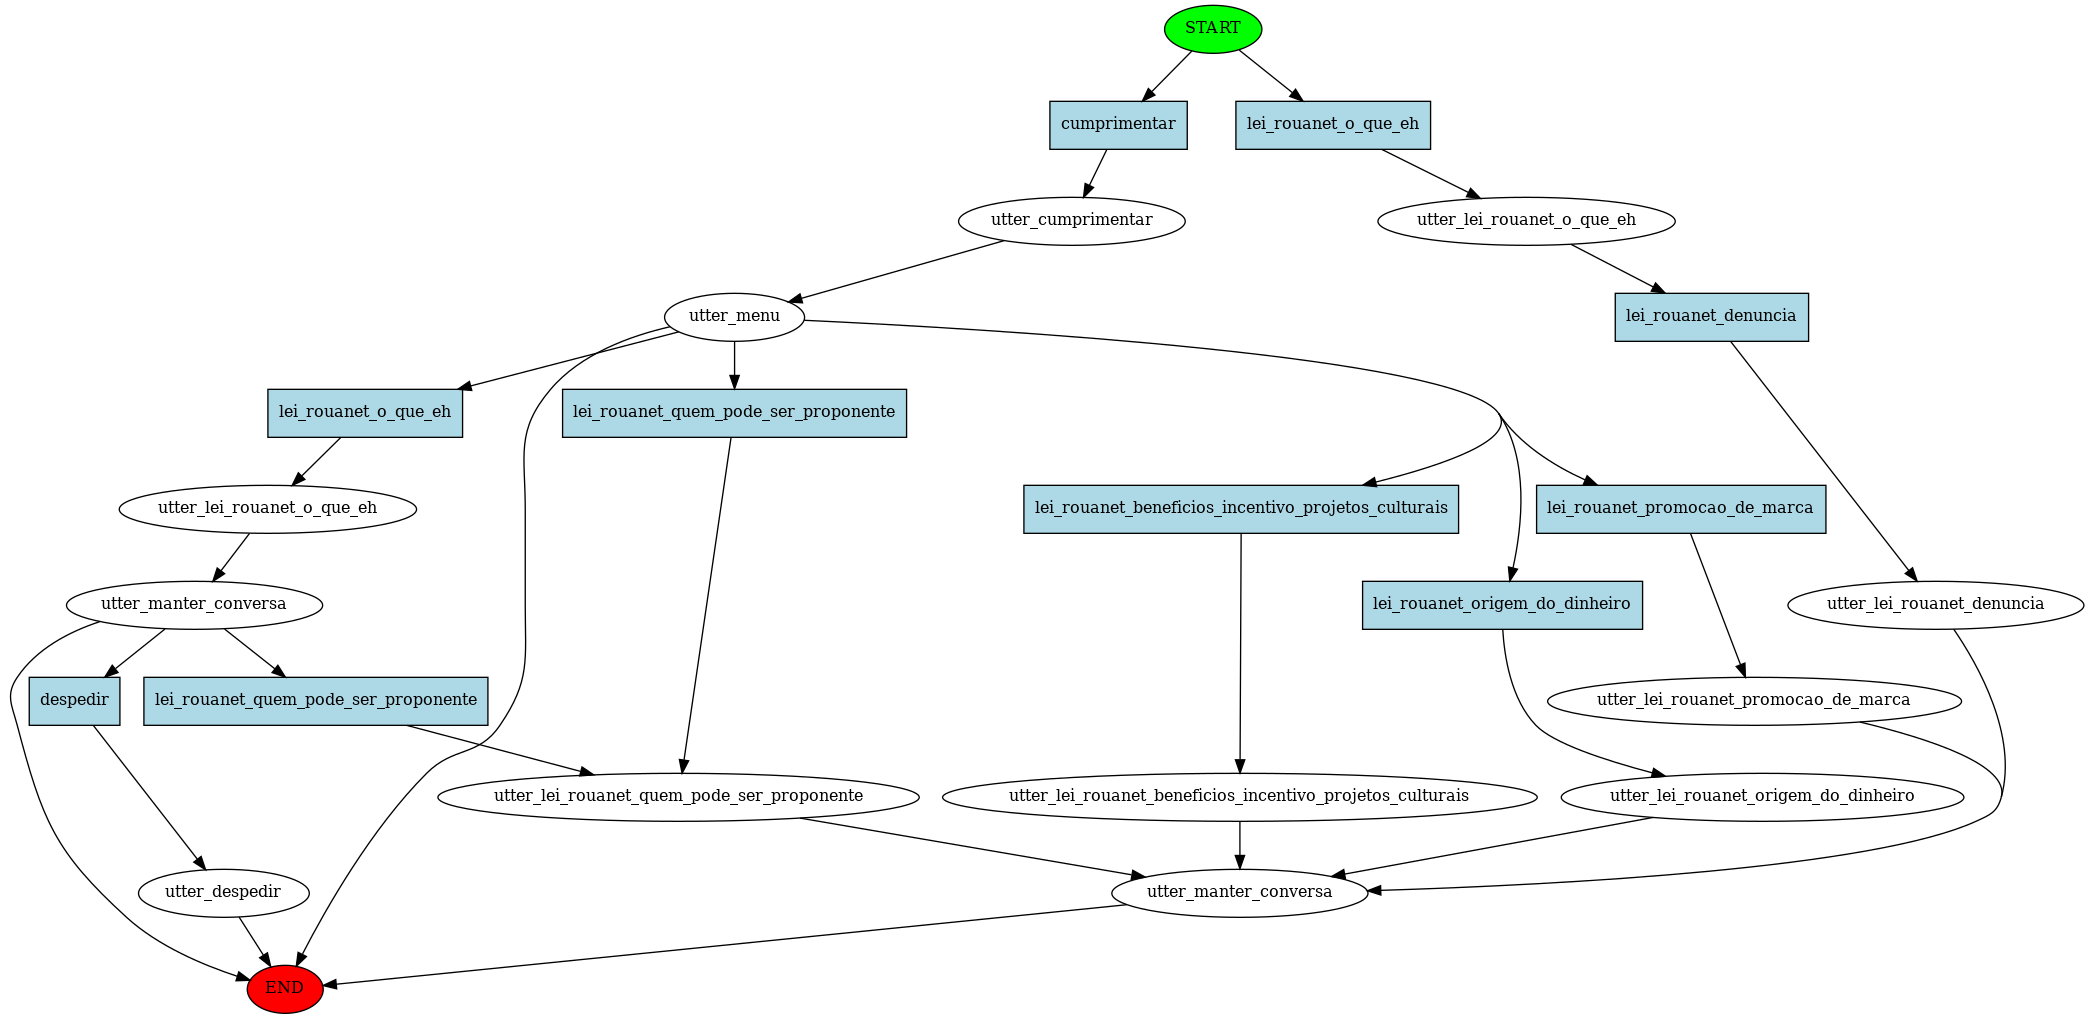 START
cumprimentar
lei_rouanet_o_que_eh
utter_cumprimentar
utter_lei_rouanet_o_que_eh
utter_menu
lei_rouanet_denuncia
lei_rouanet_o_que_eh
lei_rouanet_quem_pode_ser_proponente
utter_lei_rouanet_o_que_eh
lei_rouanet_beneficios_incentivo_projetos_culturais
lei_rouanet_promocao_de_marca
utter_manter_conversa
lei_rouanet_origem_do_dinheiro
utter_lei_rouanet_denuncia
despedir
lei_rouanet_quem_pode_ser_proponente
utter_lei_rouanet_promocao_de_marca
utter_lei_rouanet_quem_pode_ser_proponente
utter_lei_rouanet_beneficios_incentivo_projetos_culturais
utter_lei_rouanet_origem_do_dinheiro
utter_despedir
utter_manter_conversa
END